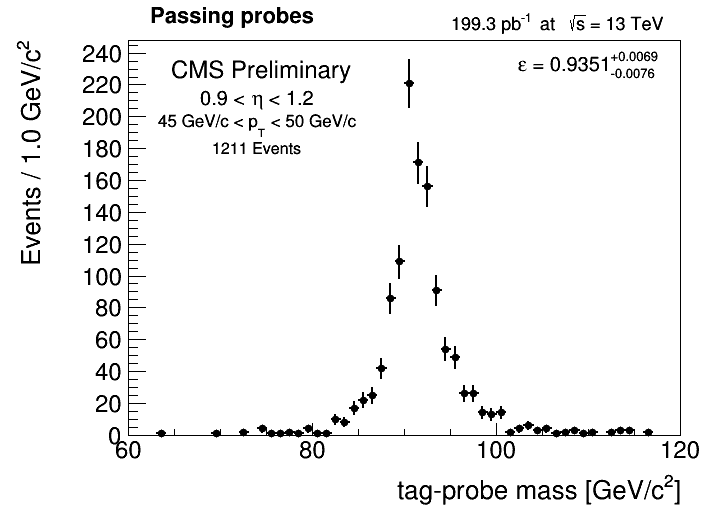 Passing probes
199.3 pb⁻¹ at √s = 13 TeV
CMS Preliminary
0.9 < η < 1.2
45 GeV/c < p_T < 50 GeV/c
1211 Events
ε = 0.9351 +0.0069 -0.0076
Events / 1.0 GeV/c²
240
220
200
180
160
140
120
100
80
60
40
20
0
60 80 100 120
tag-probe mass [GeV/c²]